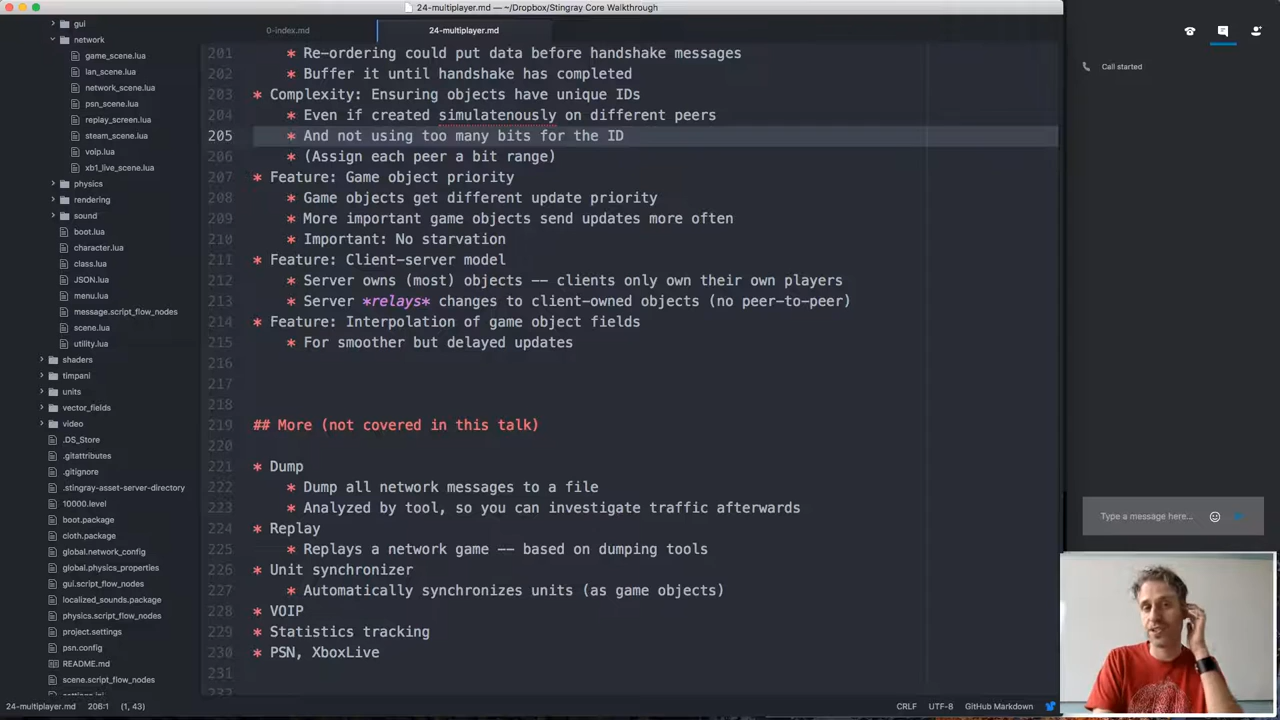 24-multiplayer.md — ~/Dropbox/Stingray Core Walkthrough
0-index.md
24-multiplayer.md
gui
network
game_scene.lua
lan_scene.lua
network_scene.lua
psn_scene.lua
replay_screen.lua
steam_scene.lua
voip.lua
xb1_live_scene.lua
physics
rendering
sound
boot.lua
character.lua
class.lua
JSON.lua
menu.lua
message.script_flow_nodes
scene.lua
utility.lua
shaders
timpani
units
vector_fields
video
.DS_Store
.gitattributes
.gitignore
.stingray-asset-server-directory
10000.level
boot.package
cloth.package
global.network_config
global.physics_properties
gui.script_flow_nodes
localized_sounds.package
physics.script_flow_nodes
project.settings
psn.config
README.md
scene.script_flow_nodes
settings.ini
201 * Re-ordering could put data before handshake messages
202 * Buffer it until handshake has completed
203 * Complexity: Ensuring objects have unique IDs
204 * Even if created simulatenously on different peers
205 * And not using too many bits for the ID
206 * (Assign each peer a bit range)
207 * Feature: Game object priority
208 * Game objects get different update priority
209 * More important game objects send updates more often
210 * Important: No starvation
211 * Feature: Client-server model
212 * Server owns (most) objects -- clients only own their own players
213 * Server *relays* changes to client-owned objects (no peer-to-peer)
214 * Feature: Interpolation of game object fields
215 * For smoother but delayed updates
216
217
218
219 ## More (not covered in this talk)
220
221 * Dump
222 * Dump all network messages to a file
223 * Analyzed by tool, so you can investigate traffic afterwards
224 * Replay
225 * Replays a network game -- based on dumping tools
226 * Unit synchronizer
227 * Automatically synchronizes units (as game objects)
228 * VOIP
229 * Statistics tracking
230 * PSN, XboxLive
231
232
24-multiplayer.md 206:1 (1, 43)
CRLF UTF-8 GitHub Markdown
Call started
Type a message here...